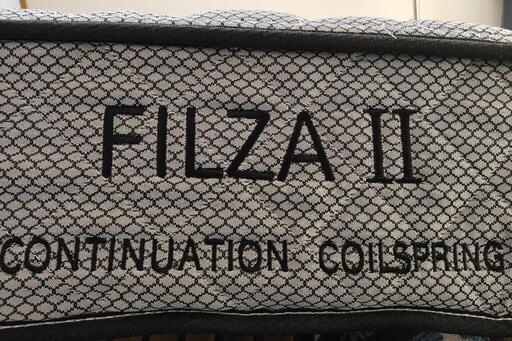 FILZA II
CONTINUATION COILSPRING